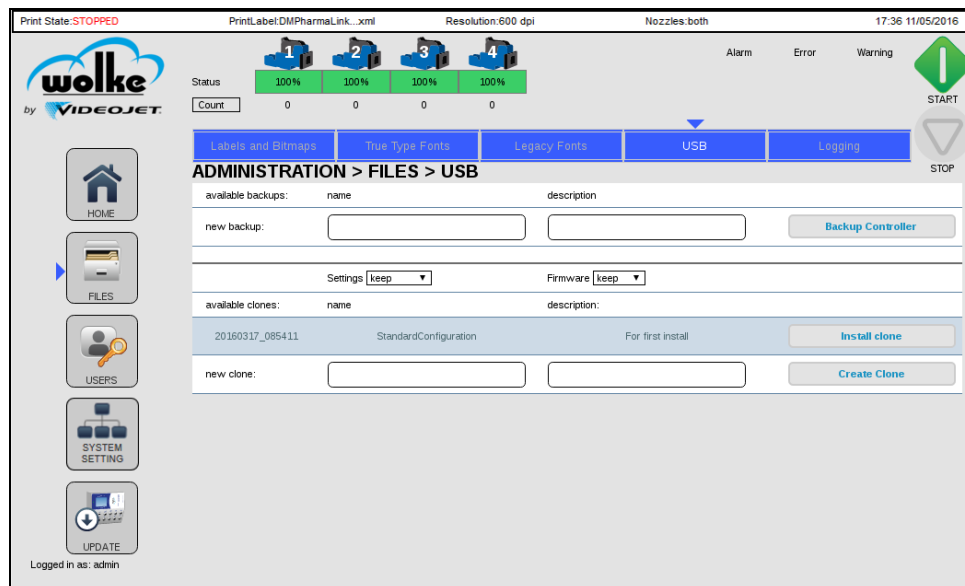 Print State:STOPPED PrintLabel:DMPharmaLink...xml Resolution:600 dpi Nozzles:both 17:36 11/05/2016
wolke
by VIDEOJET.
1 2 3 4
Status 100% 100% 100% 100%
Count 0 0 0 0
Alarm Error Warning
START
STOP
Labels and Bitmaps True Type Fonts Legacy Fonts USB Logging
ADMINISTRATION > FILES > USB
available backups: name description
new backup: Backup Controller
Settings keep Firmware keep
available clones: name description:
20160317_085411 StandardConfiguration For first install Install clone
new clone: Create Clone
HOME
FILES
USERS
SYSTEM
SETTING
UPDATE
Logged in as: admin